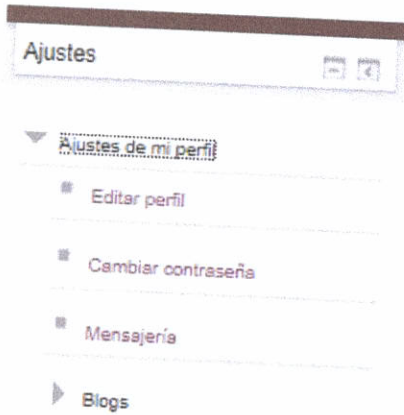 Ajustes
Ajustes de mi perfil
Editar perfil
Cambiar contraseña
Mensajería
Blogs